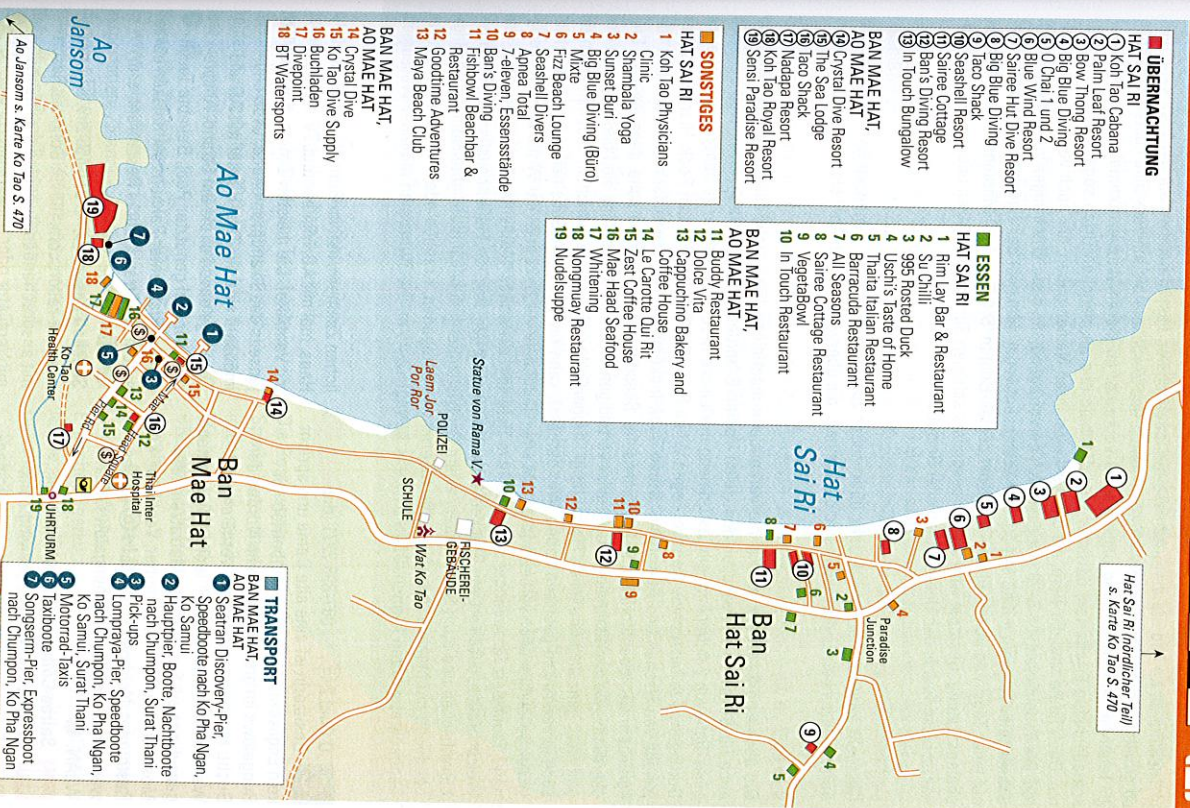 ÜBERNACHTUNG
HAT SAI RI
1 Koh Tao Cabana
2 Palm Leaf Resort
3 Bow Thong Resort
4 Big Blue Diving
5 O Chai 1 und 2
6 Blue Wind Resort
7 Sairee Hut Dive Resort
8 Big Blue Diving
9 Taco Shack
10 Seashell Resort
11 Sairee Cottage
12 Ban's Diving Resort
13 In Touch Bungalow
BAN MAE HAT,
AO MAE HAT
14 Crystal Dive Resort
15 The Sea Lodge
16 Taco Shack
17 Nadapa Resort
18 Koh Tao Royal Resort
19 Sensi Paradise Resort
SONSTIGES
HAT SAI RI
1 Koh Tao Physicians
Clinic
2 Shambala Yoga
3 Sunset Buri
4 Big Blue Diving (Büro)
5 Mixte
6 Fizz Beach Lounge
7 Seashell Divers
8 Apnea Total
9 7-eleven, Essensstände
10 Ban's Diving
11 Fishbowl Beachbar &
Restaurant
12 Goodtime Adventures
13 Maya Beach Club
BAN MAE HAT,
AO MAE HAT
14 Crystal Dive
15 Ko Tao Dive Supply
16 Buchladen
17 Divepoint
18 BT Watersports
ESSEN
HAT SAI RI
1 Rim Lay Bar & Restaurant
2 Su Chilli
3 995 Rosted Duck
4 Uschi's Taste of Home
5 Thaita Italian Restaurant
6 Barracuda Restaurant
7 All Seasons
8 Sairee Cottage Restaurant
9 VegetaBowl
10 In Touch Restaurant
BAN MAE HAT,
AO MAE HAT
11 Buddy Restaurant
12 Dolce Vita
13 Cappuchino Bakery and
Coffee House
14 Le Carotte Qui Rit
15 Zest Coffee House
16 Mae Haad Seafood
17 Whitening
18 Nongmuay Restaurant
19 Nudelsuppe
TRANSPORT
BAN MAE HAT,
AO MAE HAT
1 Seatran Discovery-Pier,
Speedboote nach Ko Pha Ngan,
Ko Samui
2 Hauptpier, Boote, Nachtboote
nach Chumpon, Surat Thani
3 Pick-ups
4 Lompraya-Pier, Speedboote
nach Chumpon, Ko Pha Ngan,
Ko Samui, Surat Thani
5 Motorrad-Taxis
6 Taxiboote
7 Songserm-Pier, Expressboot
nach Chumpon, Ko Pha Ngan
Hat Sai Ri (nördlicher Teil)
s. Karte Ko Tao S. 470
Ao Jansom s. Karte Ko Tao S. 470
Ao
Jansom
Ao Mae Hat
Hat
Sai Ri
Ban
Hat Sai Ri
Ban
Mae Hat
Paradise
Junction
Statue von Rama V.
Laem Jor
Por Ror
POLIZEI
SCHULE
FISCHEREI-
GEBÄUDE
Wat Ko Tao
Thai Inter
Hospital
Ko Tao
Health Center
UHRTURM
Mae Haad Square
Pier Rd.